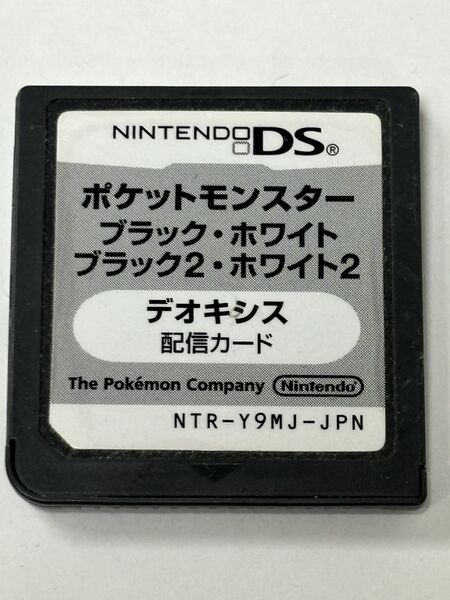 NINTENDO DS®
ポケットモンスター
ブラック・ホワイト
ブラック2・ホワイト2
デオキシス
配信カード
The Pokémon Company Nintendo®
NTR-Y9MJ-JPN